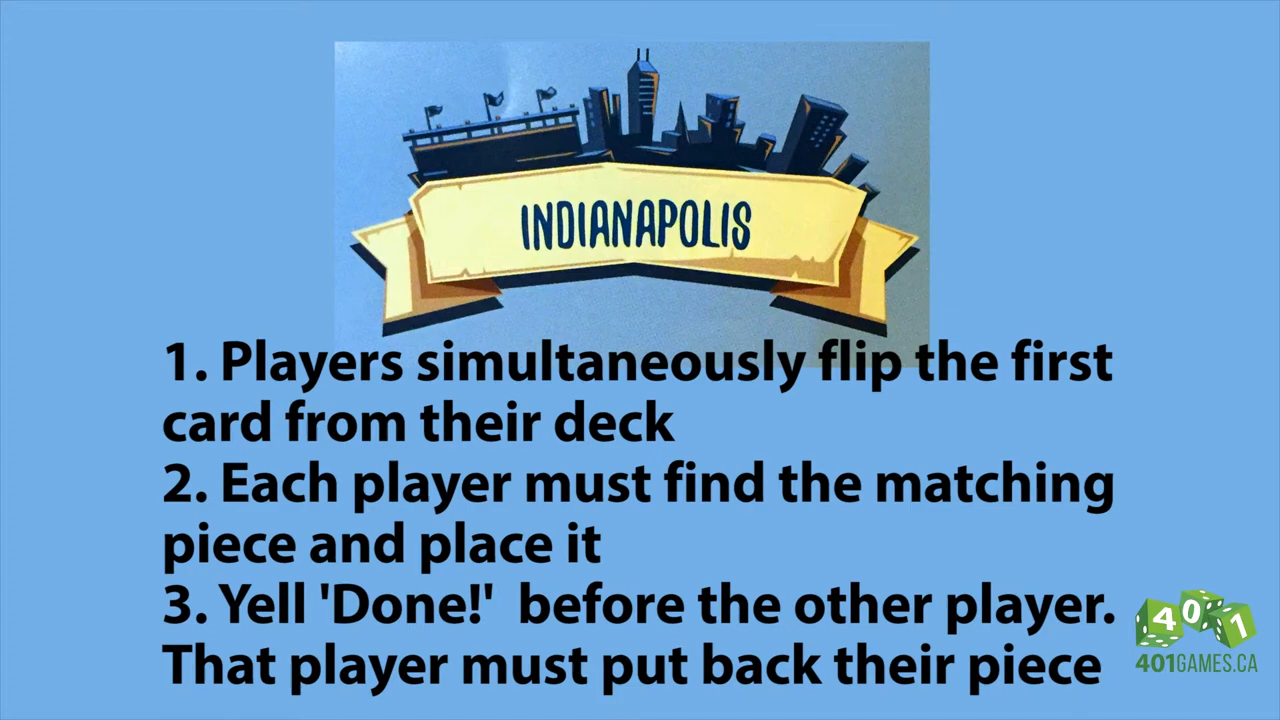 INDIANAPOLIS
1. Players simultaneously flip the first
card from their deck
2. Each player must find the matching
piece and place it
3. Yell 'Done!'  before the other player.
That player must put back their piece
401
401GAMES.CA